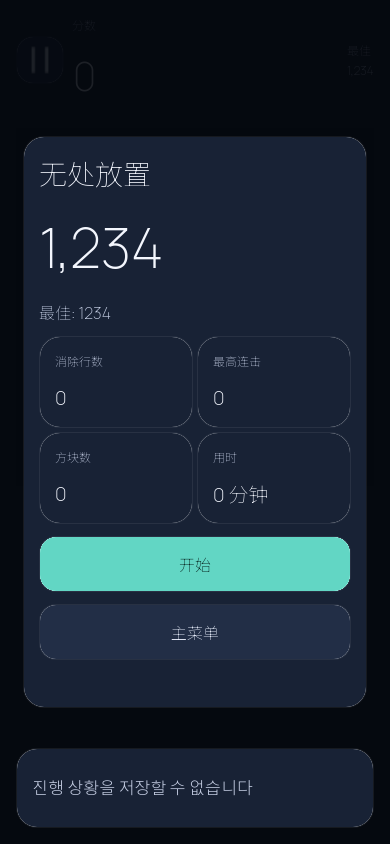 分数
0
最佳
1,234
无处放置
1,234
最佳: 1234
消除行数
0
最高连击
0
方块数
0
用时
0 分钟
开始
主菜单
진행 상황을 저장할 수 없습니다